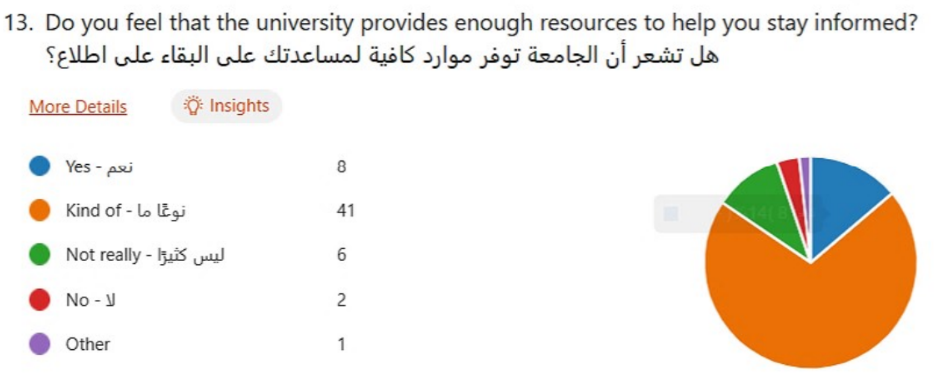 13. Do you feel that the university provides enough resources to help you stay informed?
هل تشعر أن الجامعة توفر موارد كافية لمساعدتك على البقاء على اطلاع؟
More Details
Insights
Yes - نعم 8
Kind of - نوعًا ما 41
Not really - ليس كثيرًا 6
No - لا 2
Other 1